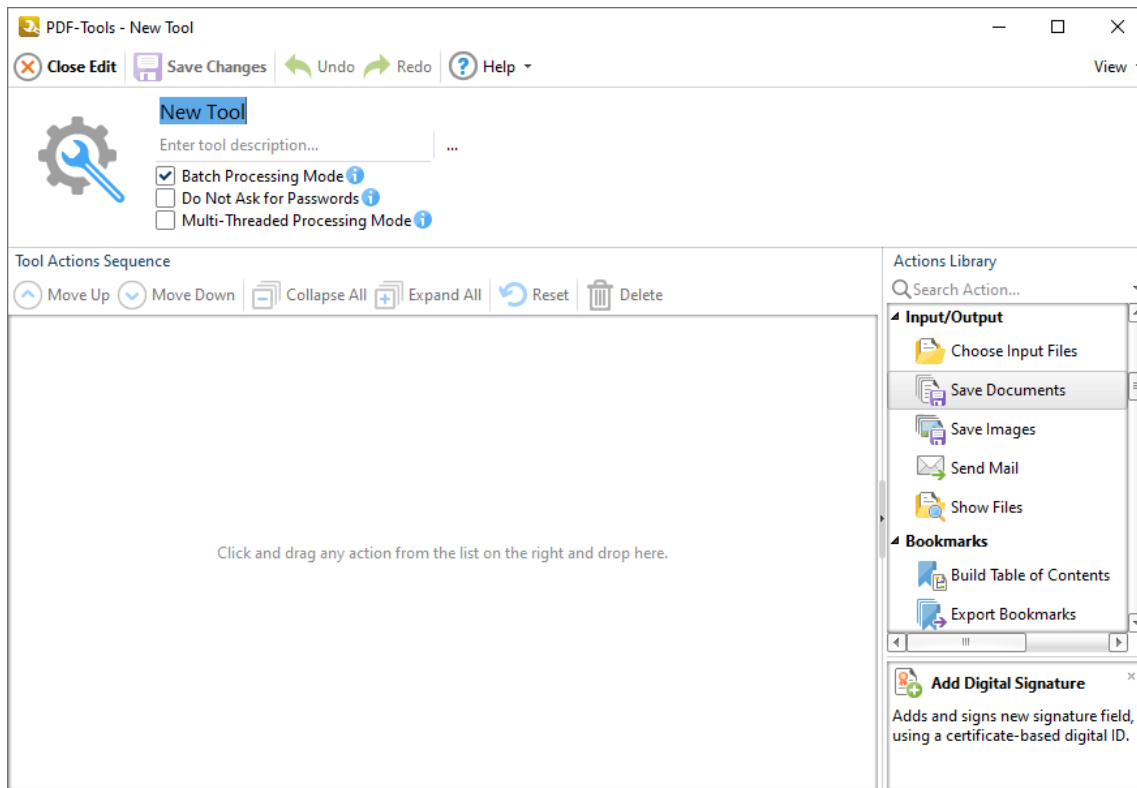 PDF-Tools - New Tool
Close Edit Save Changes Undo Redo Help View
New Tool
Enter tool description... ...
Batch Processing Mode
Do Not Ask for Passwords
Multi-Threaded Processing Mode
Tool Actions Sequence
Move Up Move Down Collapse All Expand All Reset Delete
Click and drag any action from the list on the right and drop here.
Actions Library
Search Action...
Input/Output
Choose Input Files
Save Documents
Save Images
Send Mail
Show Files
Bookmarks
Build Table of Contents
Export Bookmarks
Add Digital Signature
Adds and signs new signature field,
using a certificate-based digital ID.